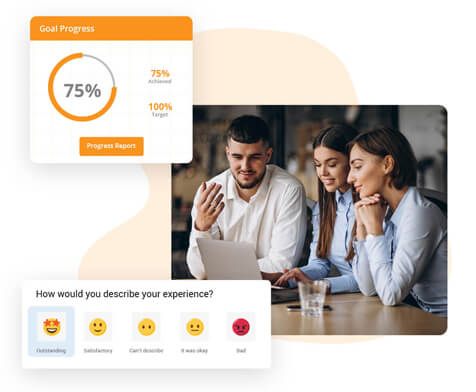 Goal Progress
75%
75%
Achieved
100%
Target
Progress Report
How would you describe your experience?
Outstanding
Satisfactory
Can't describe
It was okay
Bad